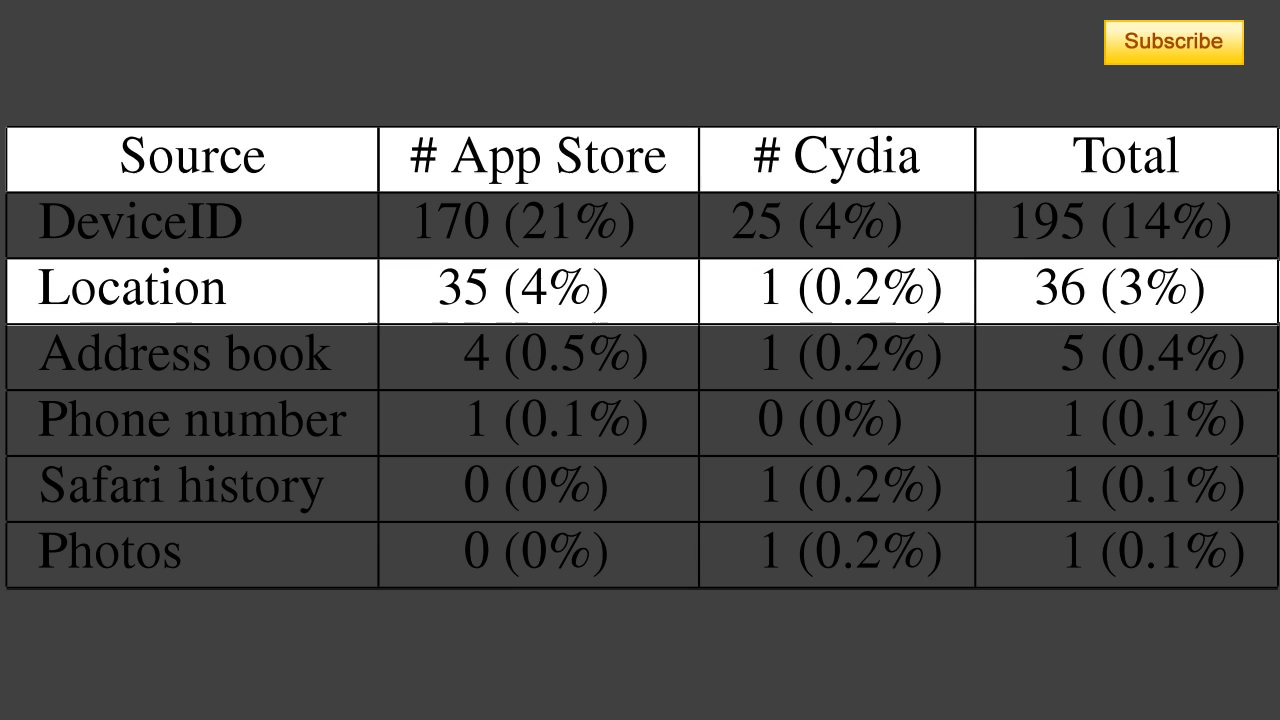 Subscribe
Source # App Store # Cydia Total
DeviceID 170 (21%) 25 (4%) 195 (14%)
Location 35 (4%) 1 (0.2%) 36 (3%)
Address book 4 (0.5%) 1 (0.2%) 5 (0.4%)
Phone number 1 (0.1%) 0 (0%) 1 (0.1%)
Safari history 0 (0%) 1 (0.2%) 1 (0.1%)
Photos 0 (0%) 1 (0.2%) 1 (0.1%)